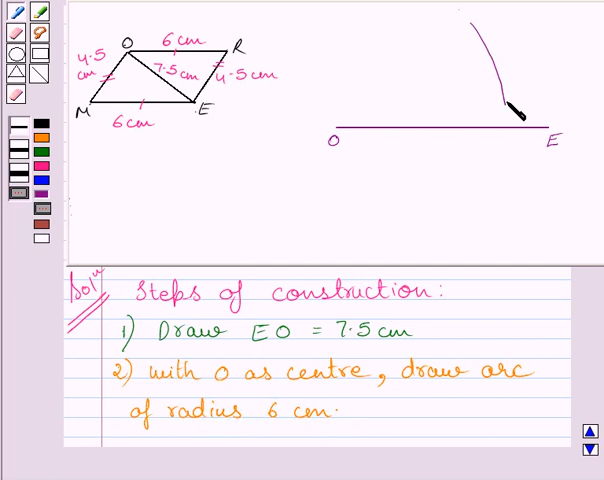 O
6 cm
R
4.5
cm
7.5 cm
4.5 cm
M
E
6 cm
O
E
Solⁿ
Steps of construction:
1) Draw EO = 7.5 cm
2) with O as centre, draw arc
of radius 6 cm.